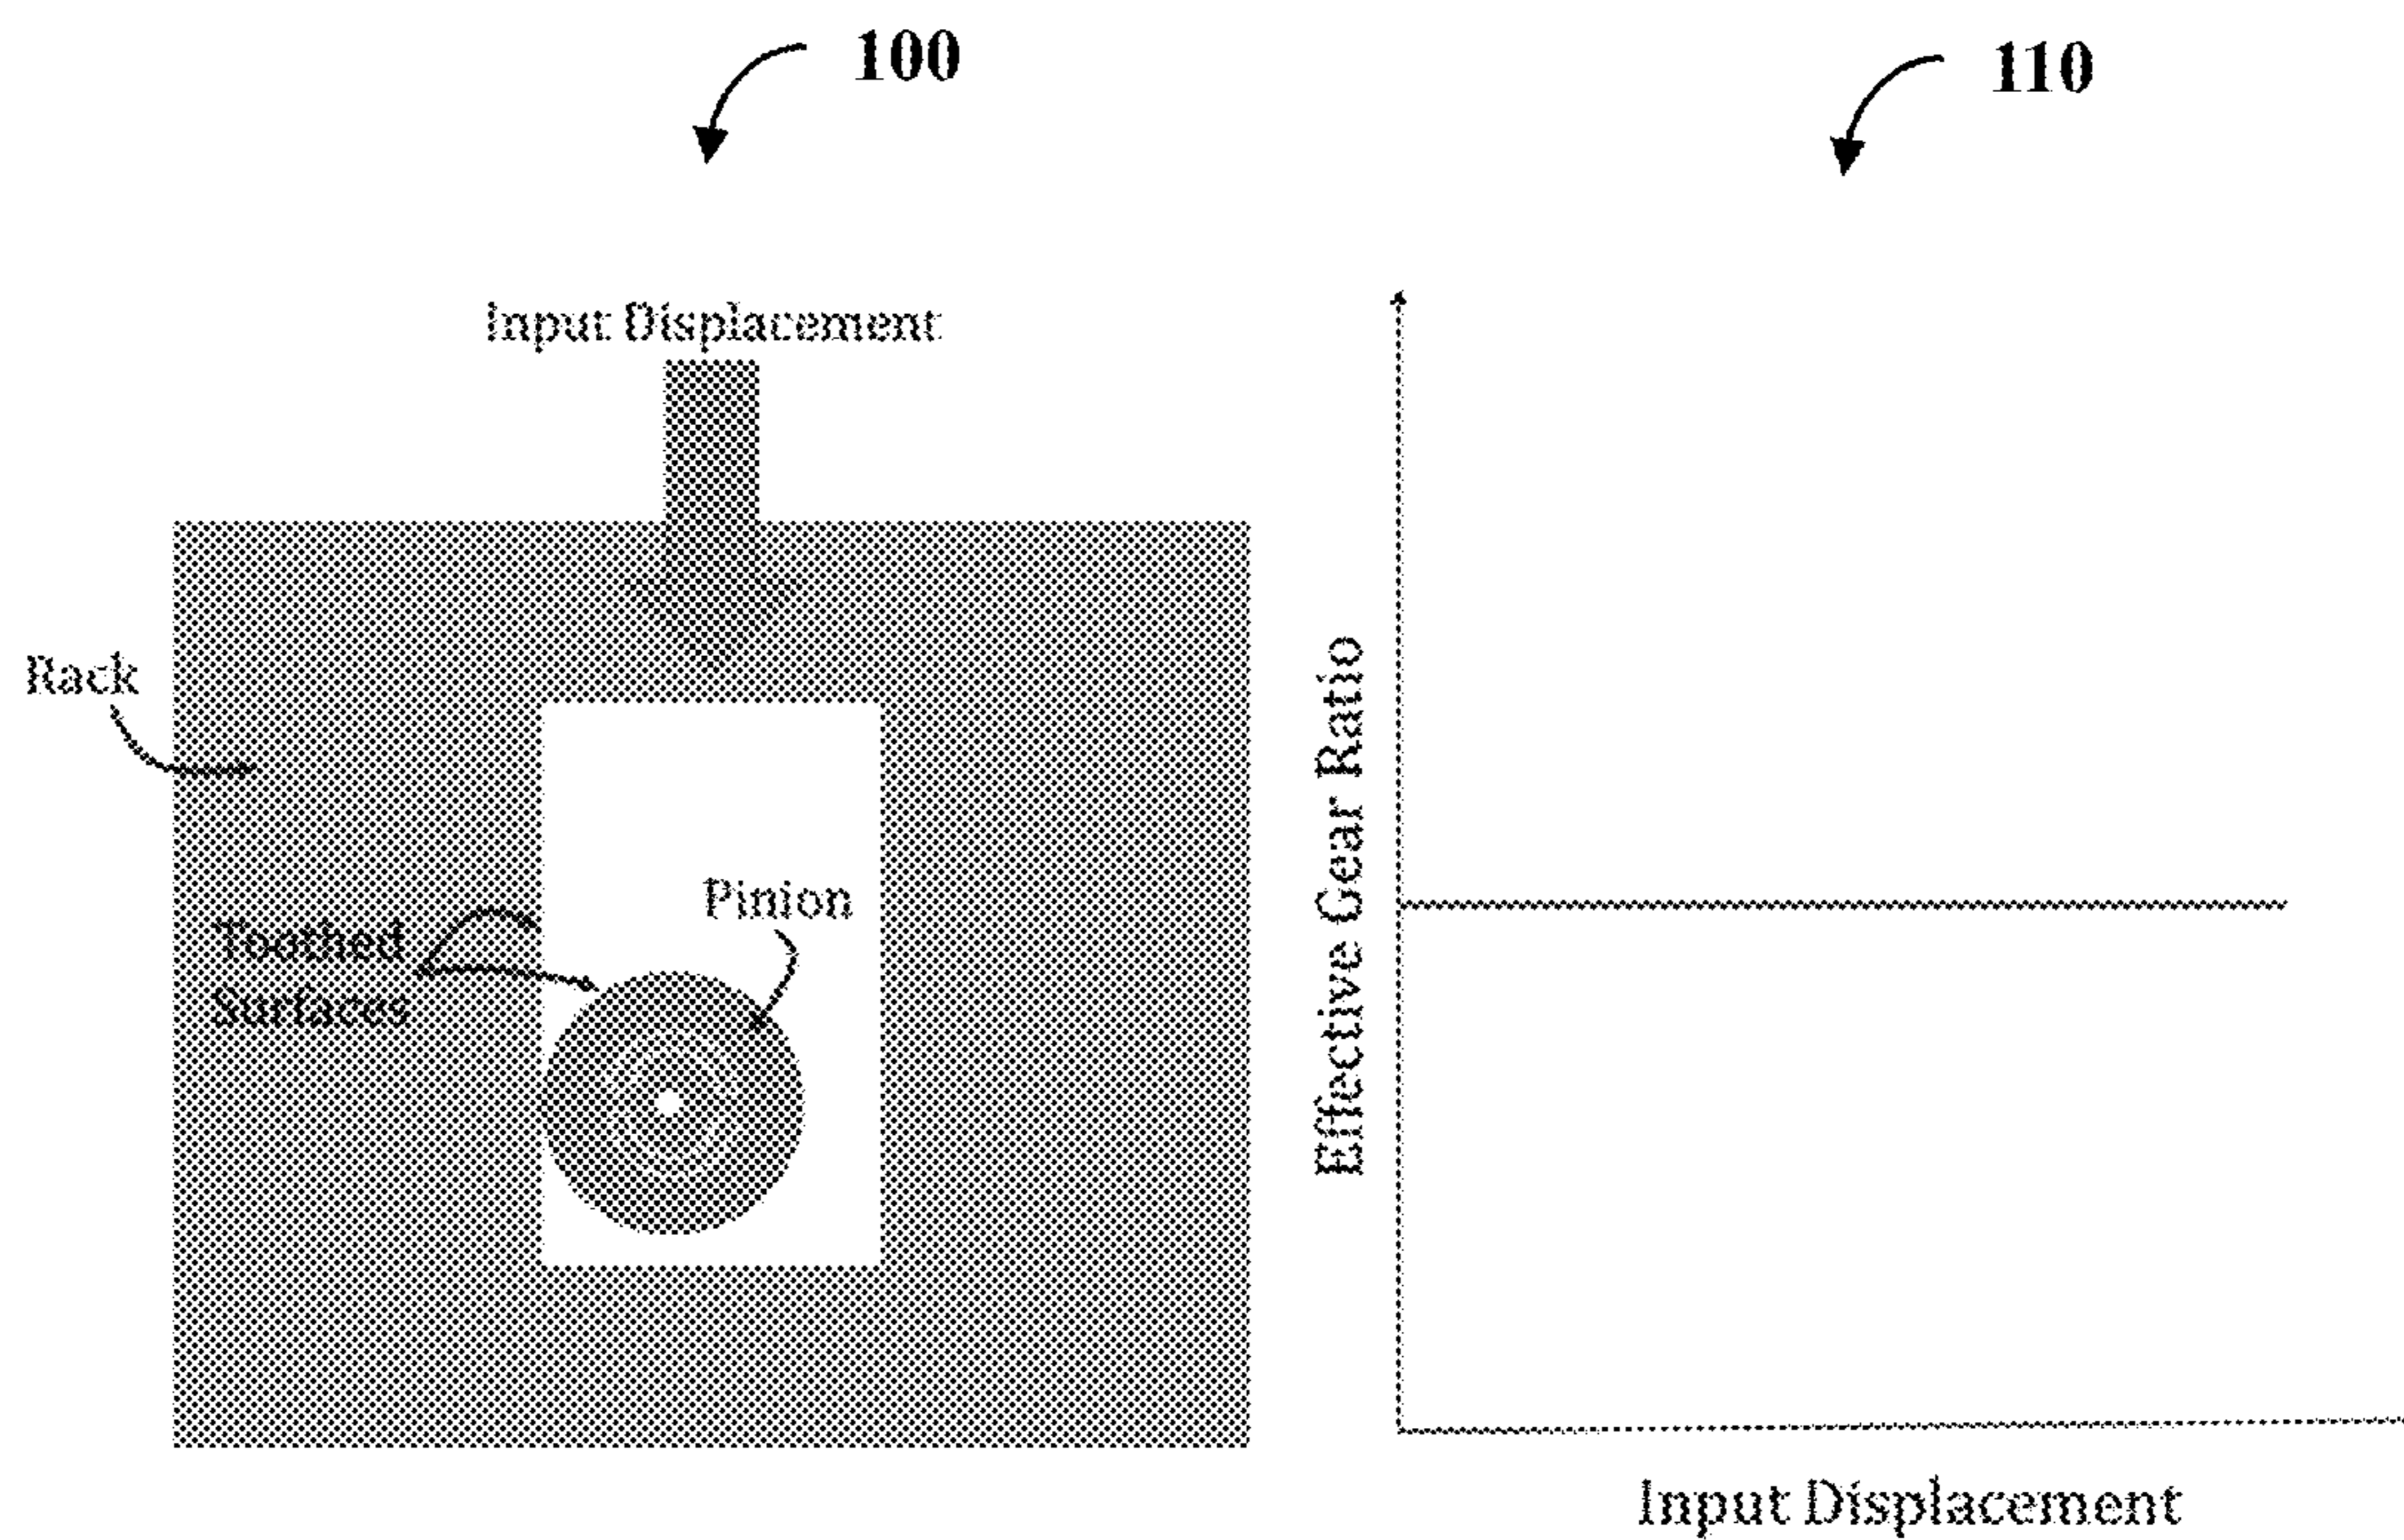 100
110
Input Displacement
Rack
Pinion
Toothed
Surfaces
Effective Gear Ratio
Input Displacement